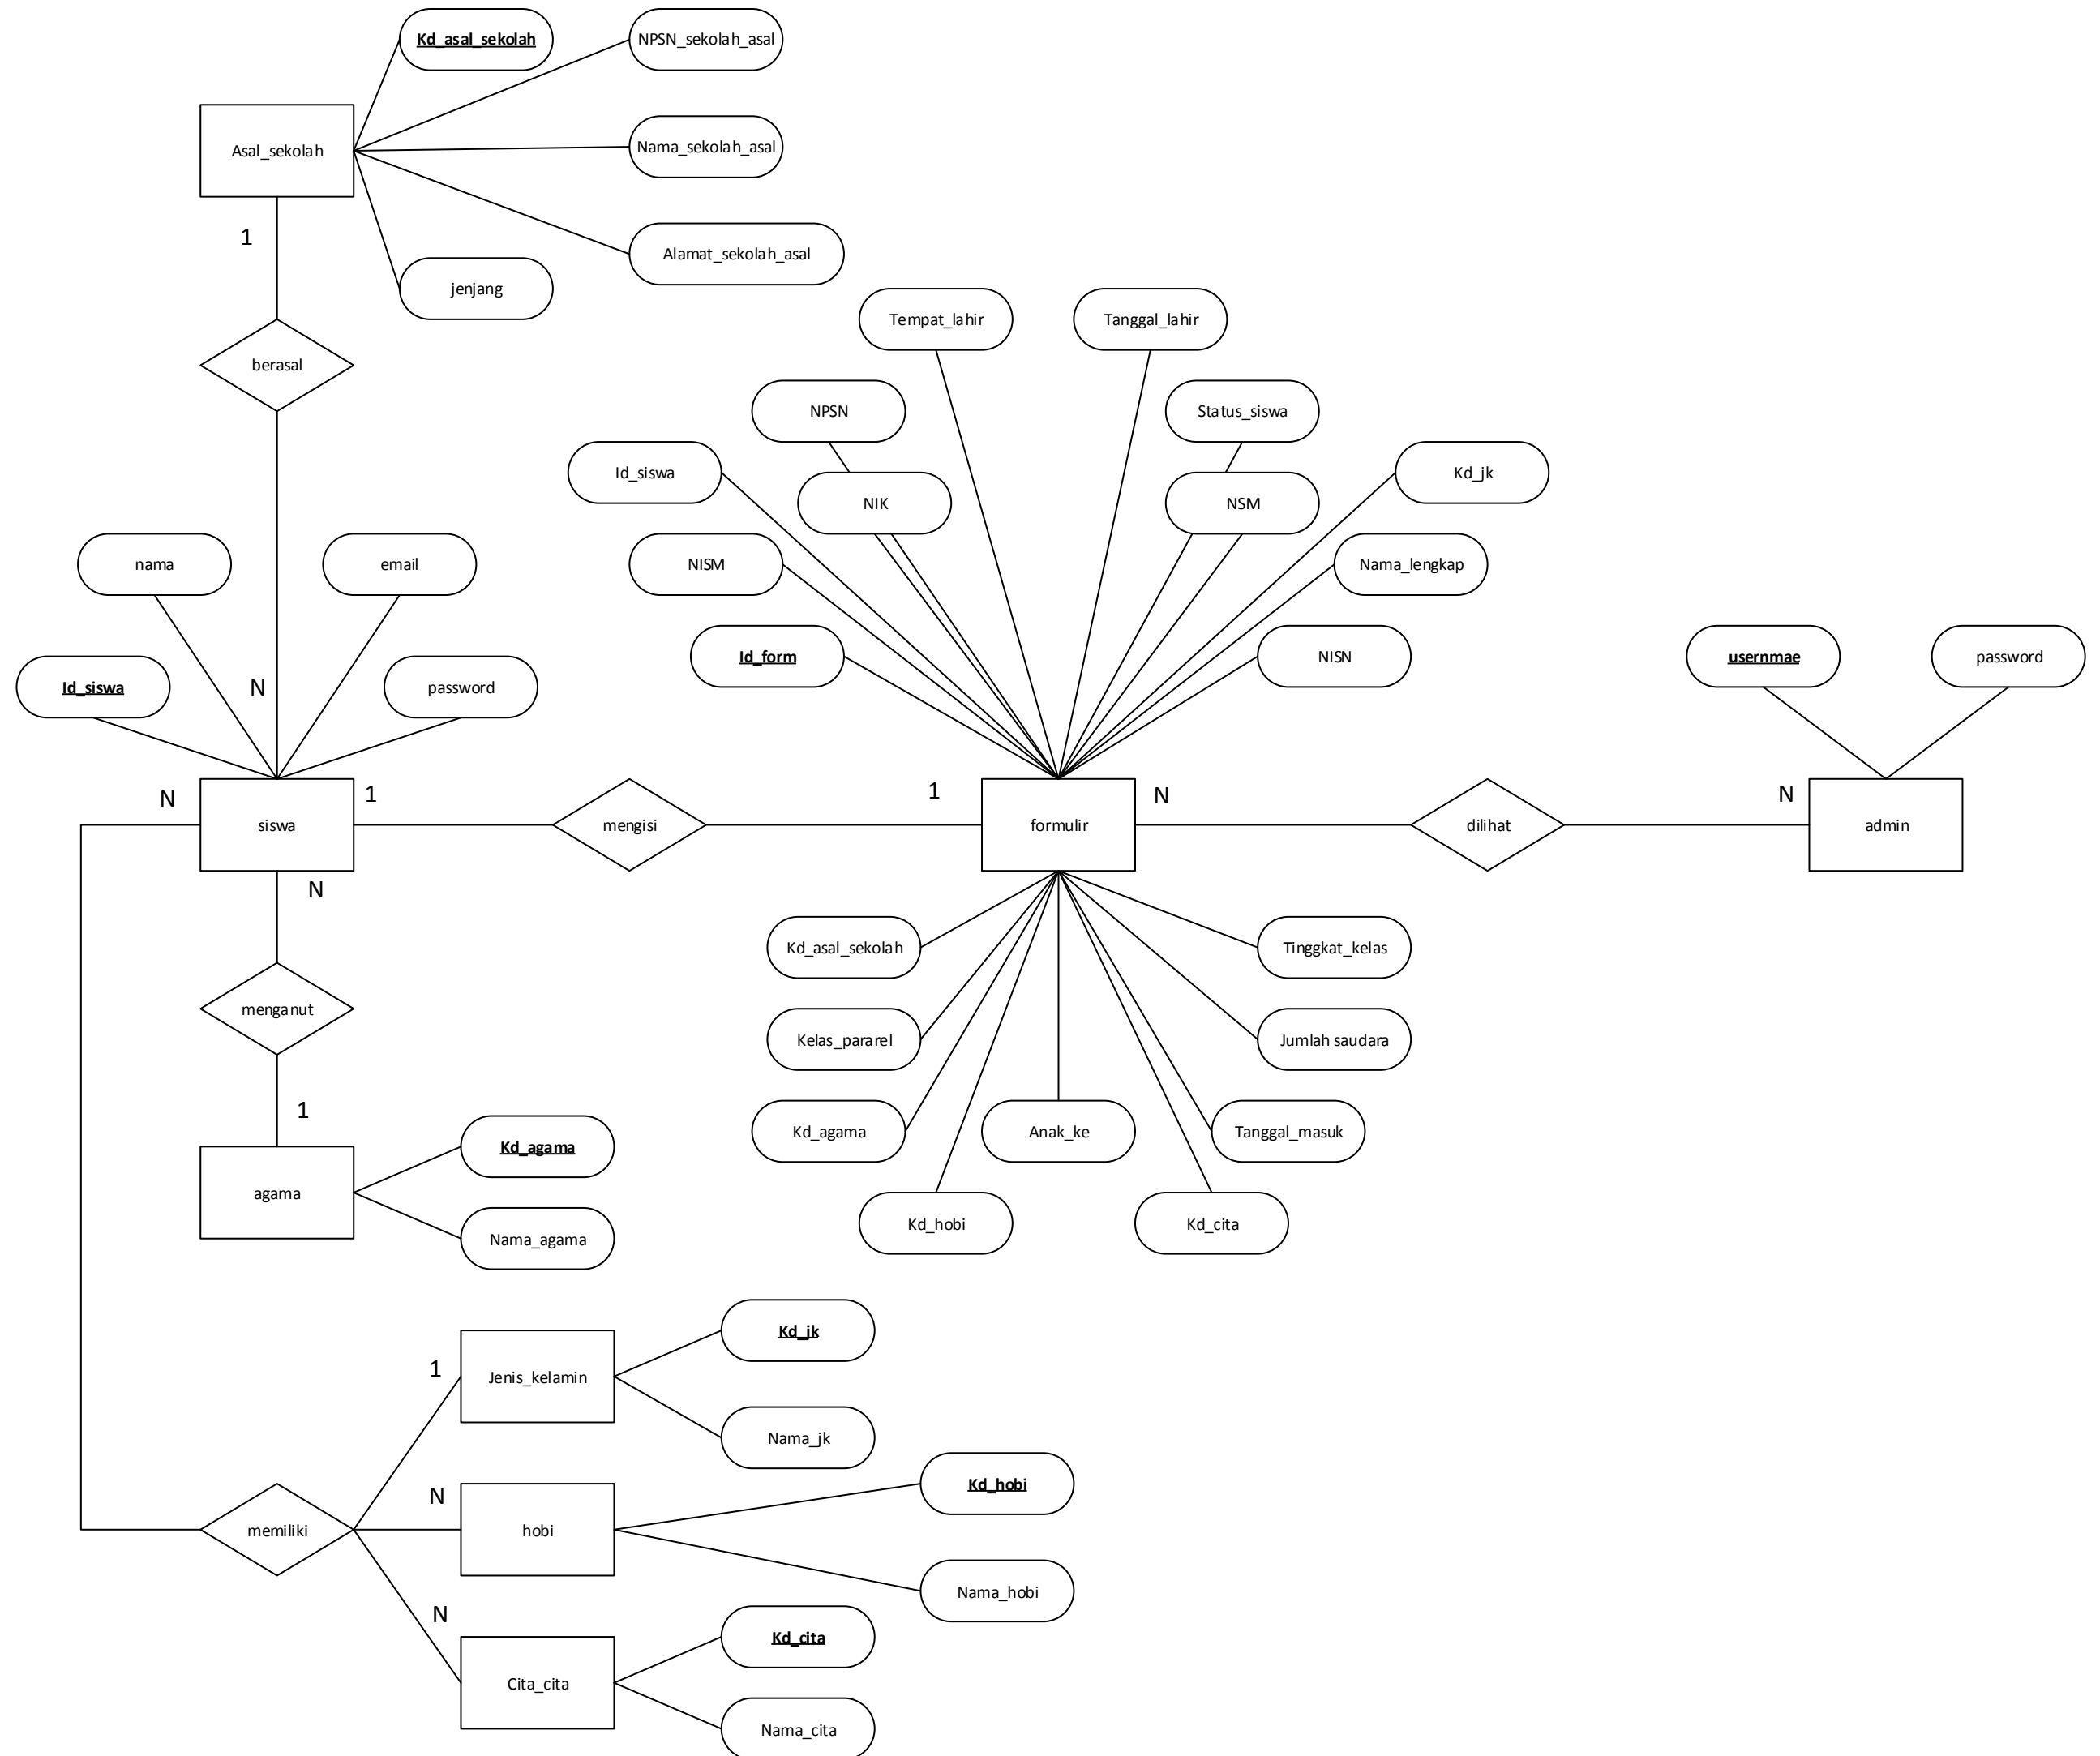 Kd_asal_sekolah
NPSN_sekolah_asal
Asal_sekolah
Nama_sekolah_asal
1
Alamat_sekolah_asal
jenjang
berasal
Tempat_lahir
Tanggal_lahir
NPSN
Status_siswa
Id_siswa
NIK
NSM
Kd_jk
nama
email
NISM
Nama_lengkap
Id_siswa
N
password
Id_form
NISN
usernmae
password
N
siswa
1
mengisi
1
formulir
N
dilihat
N
admin
N
menganut
1
Kd_asal_sekolah
Tinggkat_kelas
Kelas_pararel
Jumlah saudara
Kd_agama
Anak_ke
Tanggal_masuk
Kd_hobi
Kd_cita
agama
Kd_agama
Nama_agama
1
Jenis_kelamin
Kd_jk
Nama_jk
memiliki
N
hobi
Kd_hobi
Nama_hobi
N
Cita_cita
Kd_cita
Nama_cita